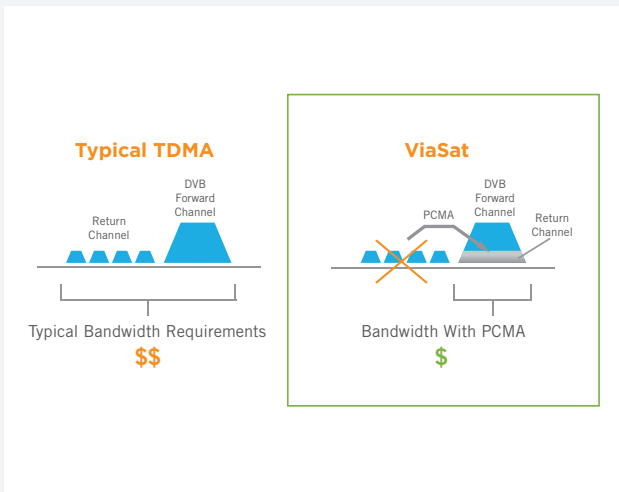 Typical TDMA
DVB
Forward
Channel
Return
Channel
Typical Bandwidth Requirements
$$
ViaSat
DVB
Forward
Channel
PCMA
Return
Channel
Bandwidth With PCMA
$